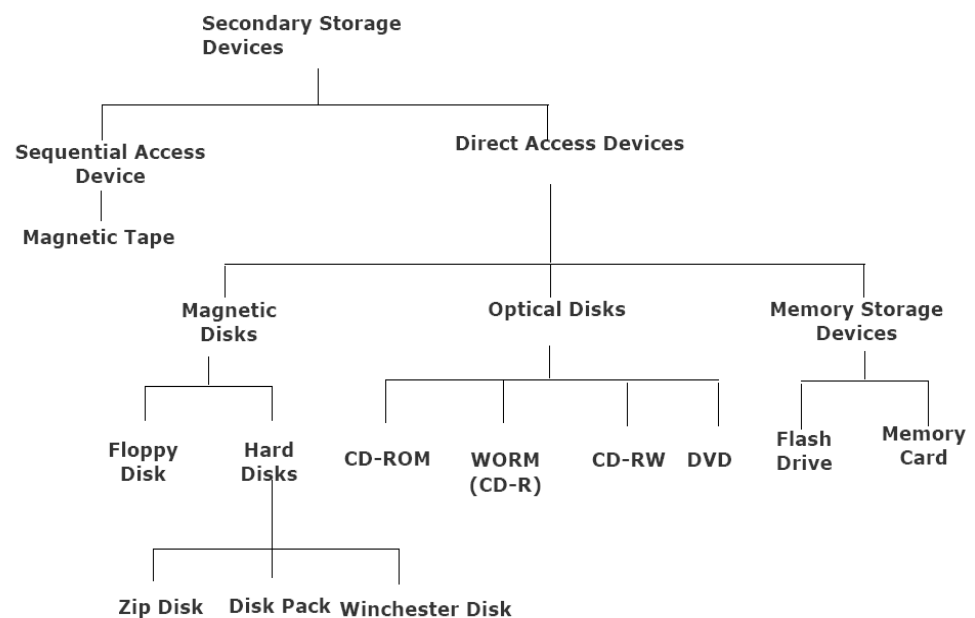 Secondary Storage
Devices
Sequential Access
Device
Direct Access Devices
Magnetic Tape
Magnetic
Disks
Optical Disks
Memory Storage
Devices
Floppy
Disk
Hard
Disks
CD-ROM
WORM
(CD-R)
CD-RW
DVD
Flash
Drive
Memory
Card
Zip Disk
Disk Pack
Winchester Disk